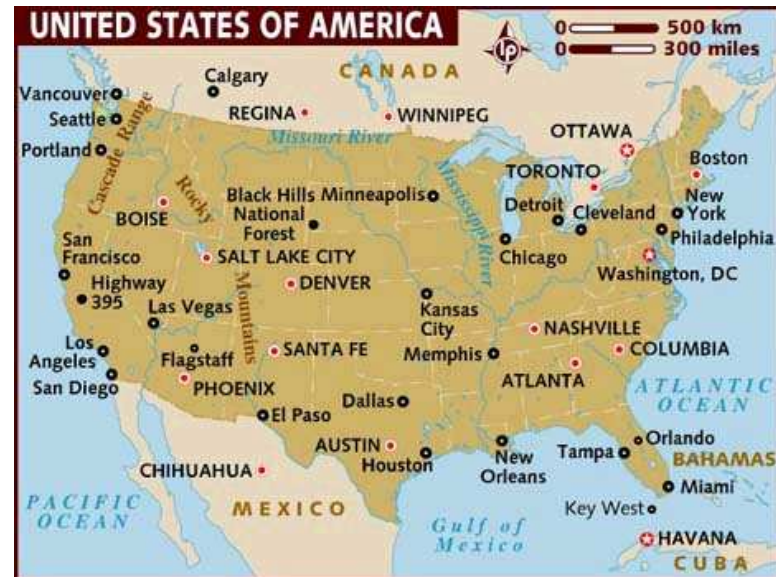 UNITED STATES OF AMERICA
0 500 km
0 300 miles
lp
CANADA
Calgary
Vancouver
REGINA
WINNIPEG
Seattle
Missouri River
OTTAWA
Portland
Cascade Range
TORONTO
Boston
Rocky
Mountains
Black Hills
National
Forest
Minneapolis
Mississippi River
Detroit
Cleveland
New
York
BOISE
Philadelphia
San
Francisco
SALT LAKE CITY
Chicago
Washington, DC
Highway
395
DENVER
Las Vegas
Kansas
City
NASHVILLE
Los
Angeles
Flagstaff
SANTA FE
Memphis
COLUMBIA
San Diego
PHOENIX
ATLANTA
ATLANTIC
OCEAN
Dallas
El Paso
AUSTIN
Houston
New
Orleans
Tampa
Orlando
BAHAMAS
CHIHUAHUA
Miami
PACIFIC
OCEAN
MEXICO
Gulf of
Mexico
Key West
HAVANA
CUBA